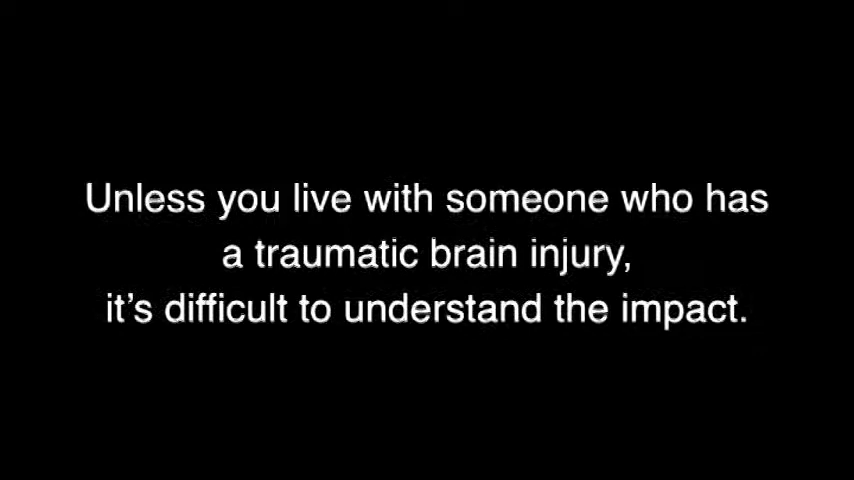 Unless you live with someone who has
a traumatic brain injury,
it’s difficult to understand the impact.